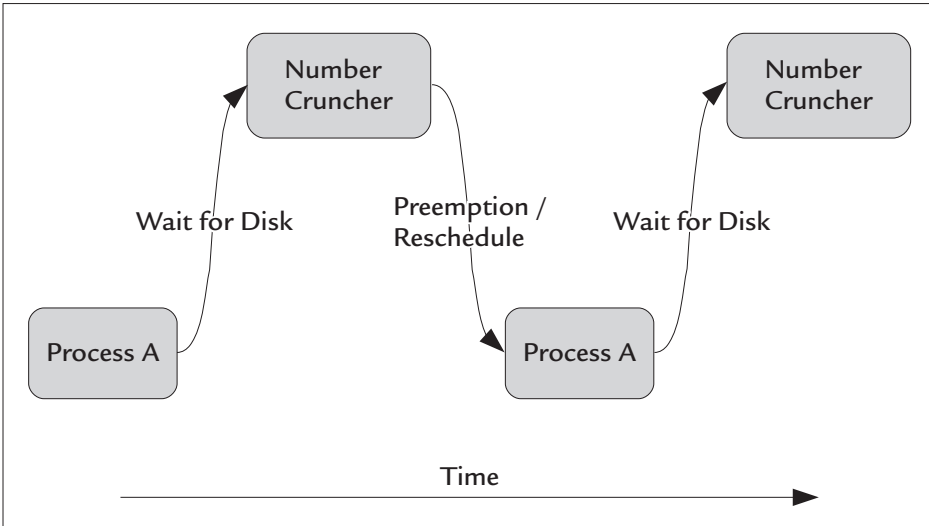 Number
Cruncher
Number
Cruncher
Wait for Disk
Preemption /
Reschedule
Wait for Disk
Process A
Process A
Time